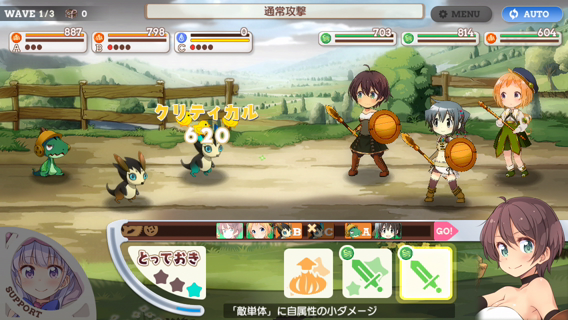 WAVE 1/3
0
通常攻撃
MENU
AUTO
887
A
798
B
0
C
703
814
604
クリティカル
620
B
C
A
GO!
とっておき
SUPPORT
「敵単体」に自属性の小ダメージ